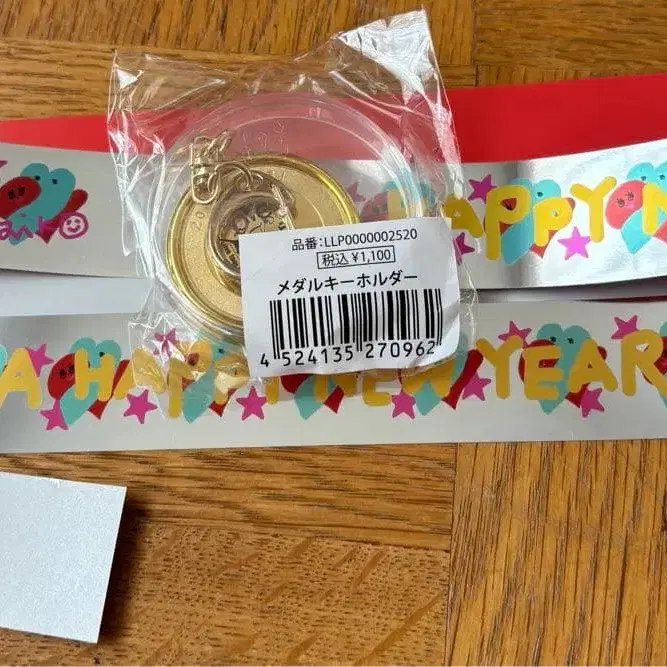 ank☺
HAPPY N
品番:LLP0000002520
税込 ¥1,100
メダルキーホルダー
4 524135 270962
A HAPPY NEW YEAR